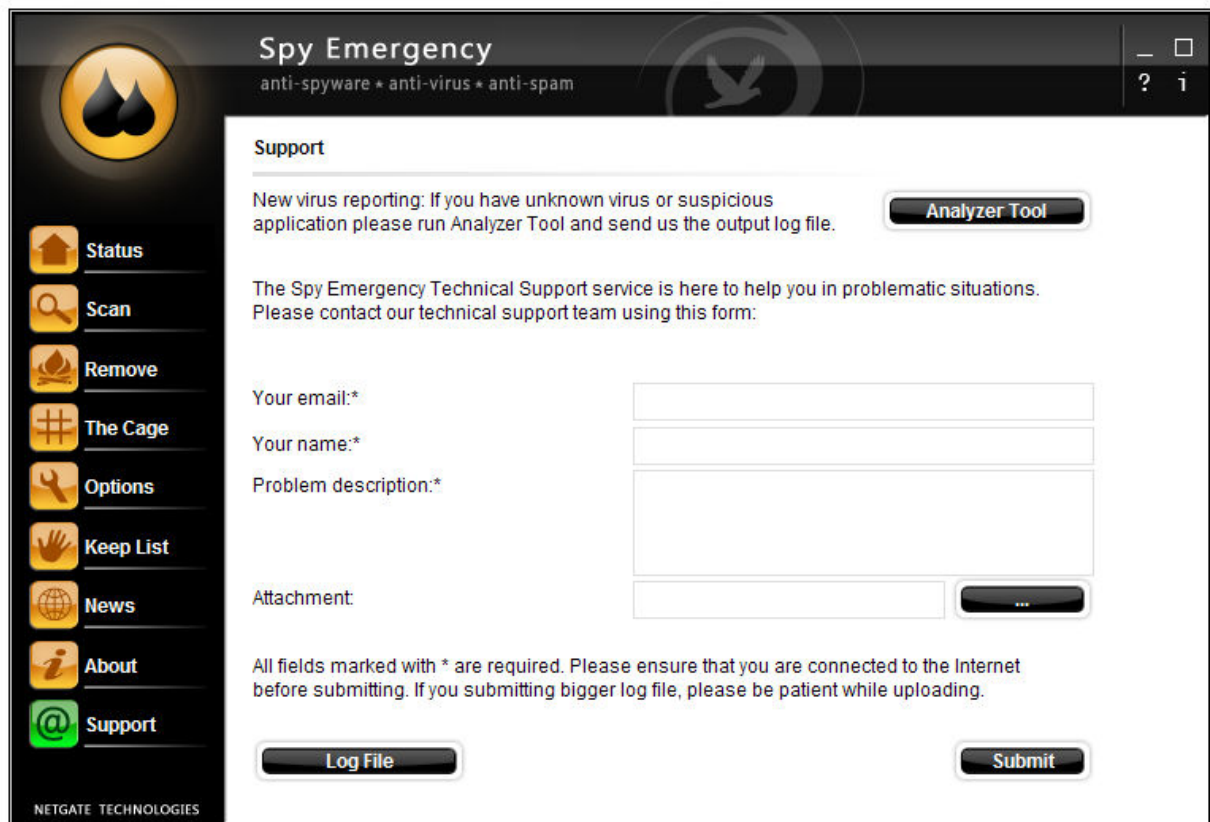 Spy Emergency
anti-spyware ★ anti-virus ★ anti-spam
? i
Support
New virus reporting: If you have unknown virus or suspicious
application please run Analyzer Tool and send us the output log file.
Analyzer Tool
The Spy Emergency Technical Support service is here to help you in problematic situations.
Please contact our technical support team using this form:
Your email:*
Your name:*
Problem description:*
Attachment:
...
All fields marked with * are required. Please ensure that you are connected to the Internet
before submitting. If you submitting bigger log file, please be patient while uploading.
Log File
Submit
Status
Scan
Remove
The Cage
Options
Keep List
News
i About
@ Support
NETGATE TECHNOLOGIES